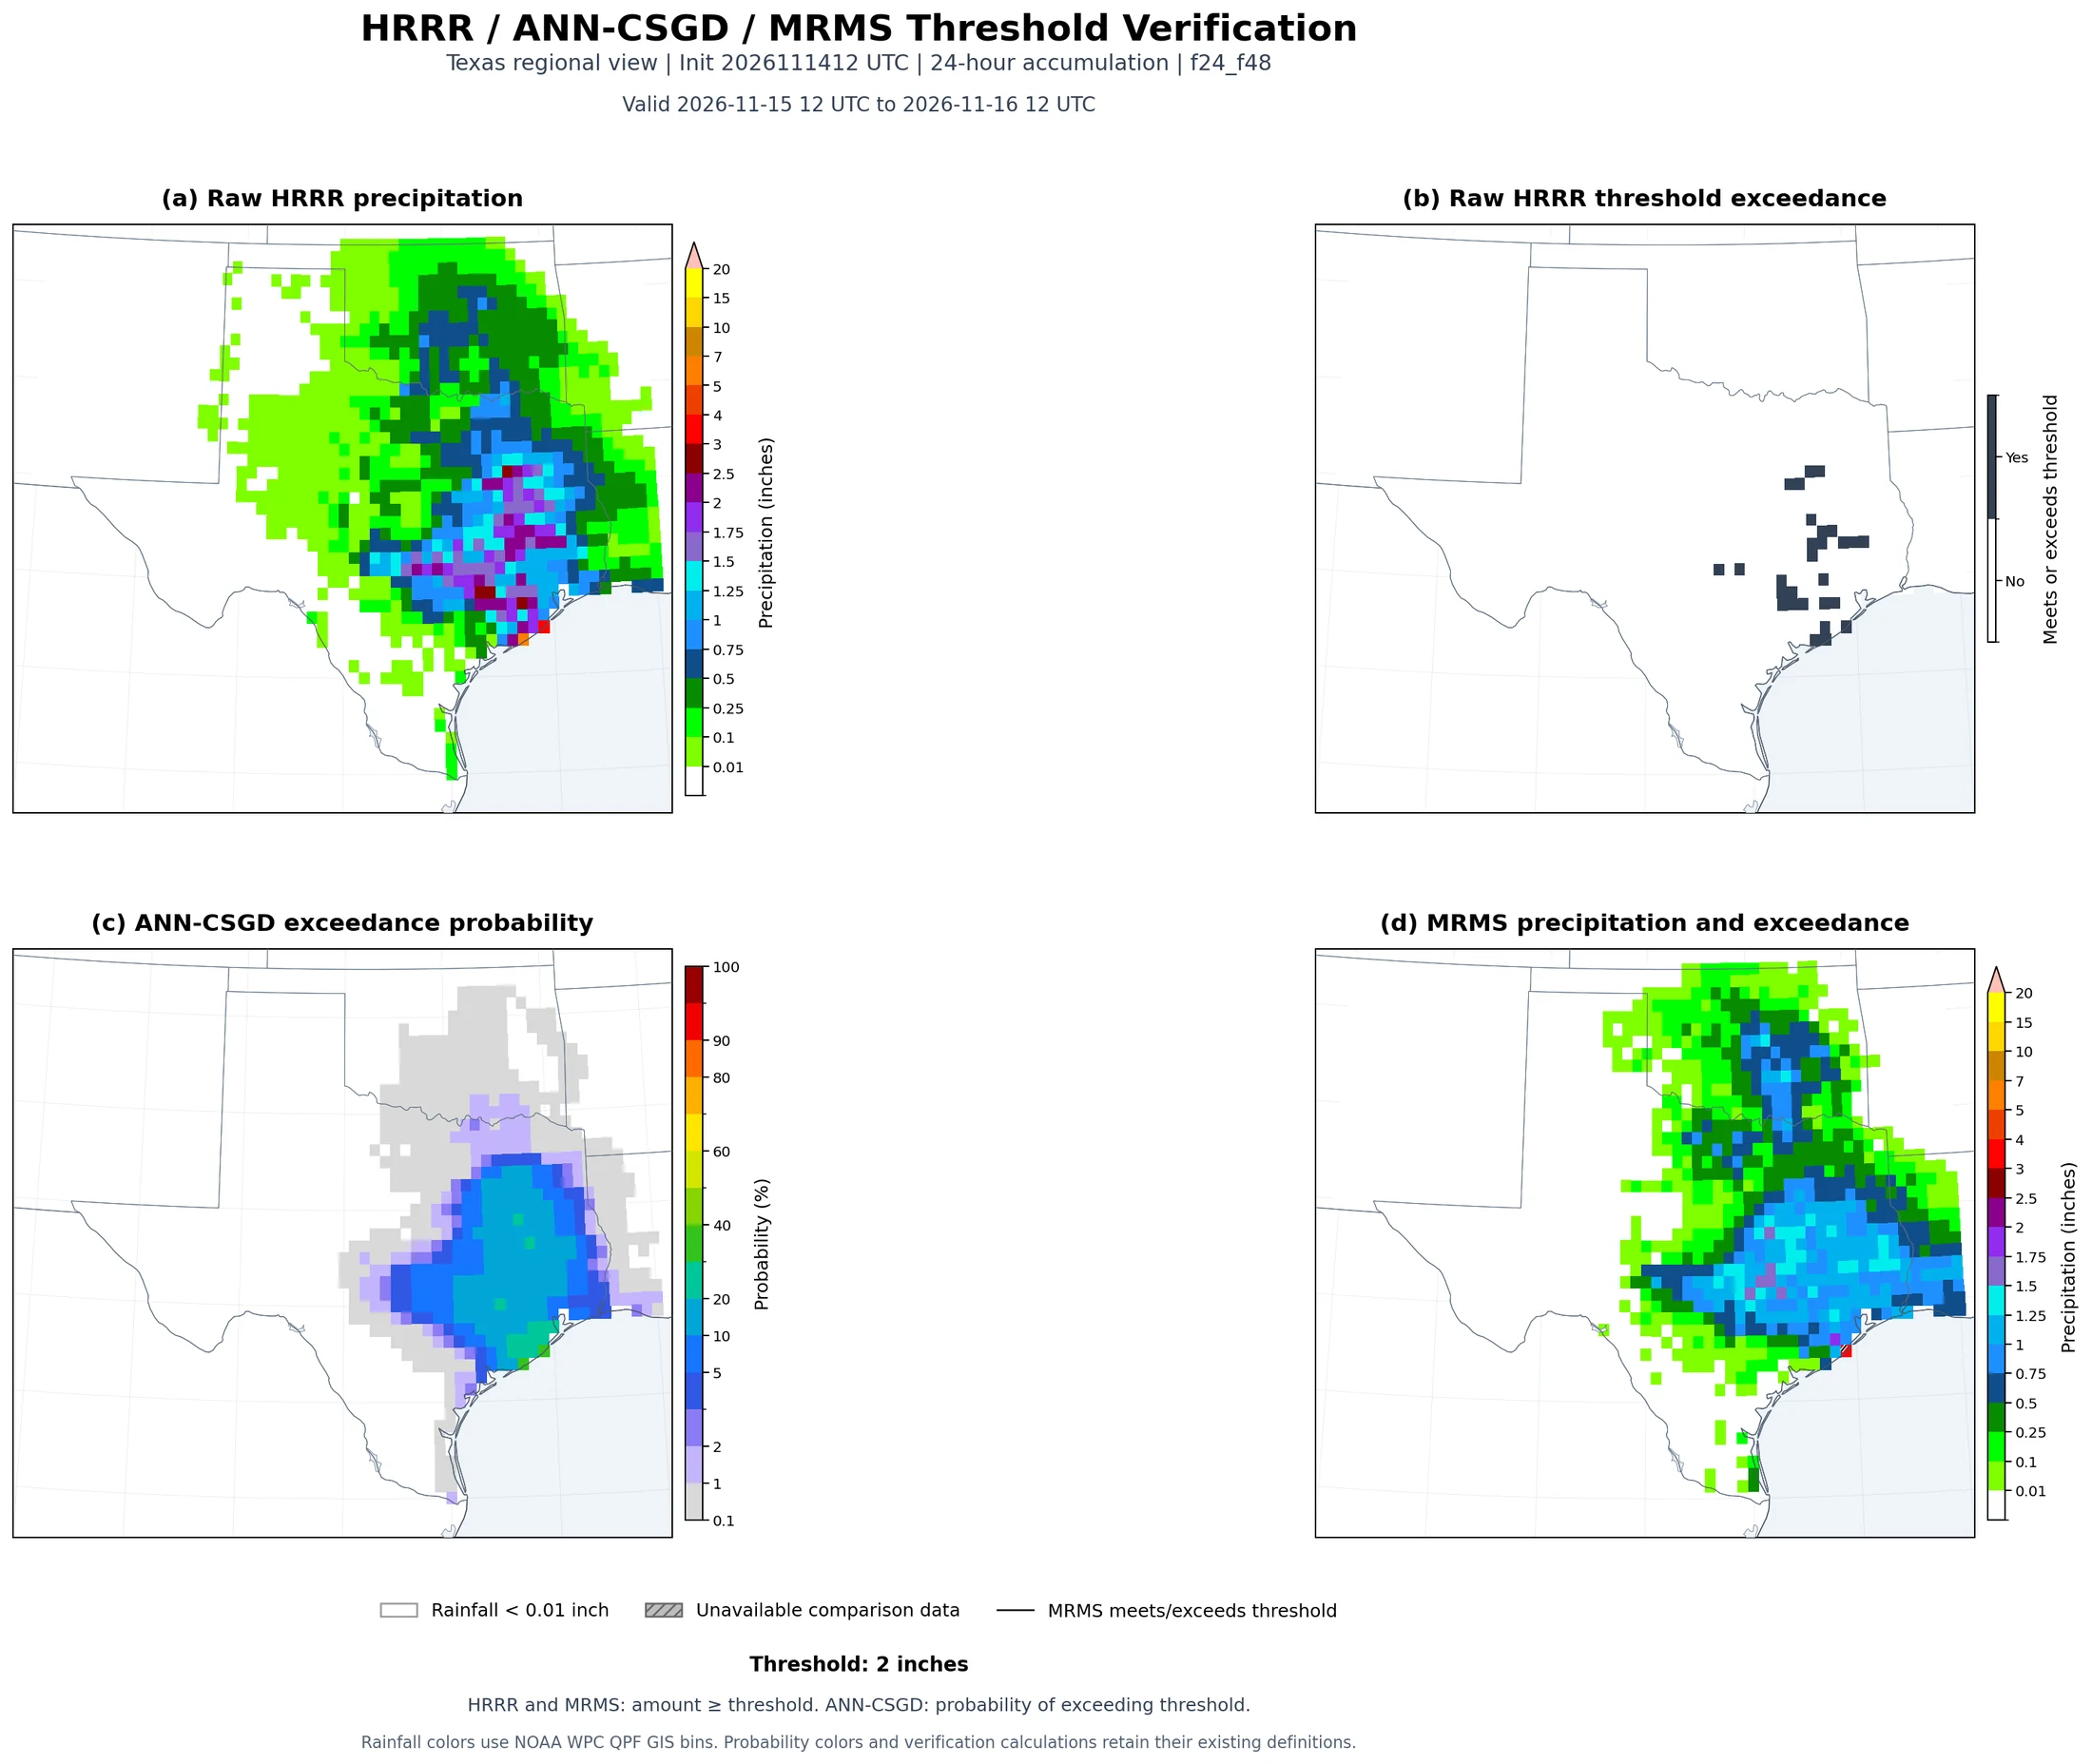 HRRR / ANN-CSGD / MRMS Threshold Verification
Texas regional view | Init 2026111412 UTC | 24-hour accumulation | f24_f48
Valid 2026-11-15 12 UTC to 2026-11-16 12 UTC
(a) Raw HRRR precipitation
20
15
10
7
5
4
3
2.5
2
1.75
1.5
1.25
1
0.75
0.5
0.25
0.1
0.01
Precipitation (inches)
(b) Raw HRRR threshold exceedance
Yes
No
Meets or exceeds threshold
(c) ANN-CSGD exceedance probability
100
90
80
60
40
20
10
5
2
1
0.1
Probability (%)
(d) MRMS precipitation and exceedance
20
15
10
7
5
4
3
2.5
2
1.75
1.5
1.25
1
0.75
0.5
0.25
0.1
0.01
Precipitation (inches)
Rainfall < 0.01 inch
Unavailable comparison data
MRMS meets/exceeds threshold
Threshold: 2 inches
HRRR and MRMS: amount ≥ threshold. ANN-CSGD: probability of exceeding threshold.
Rainfall colors use NOAA WPC QPF GIS bins. Probability colors and verification calculations retain their existing definitions.